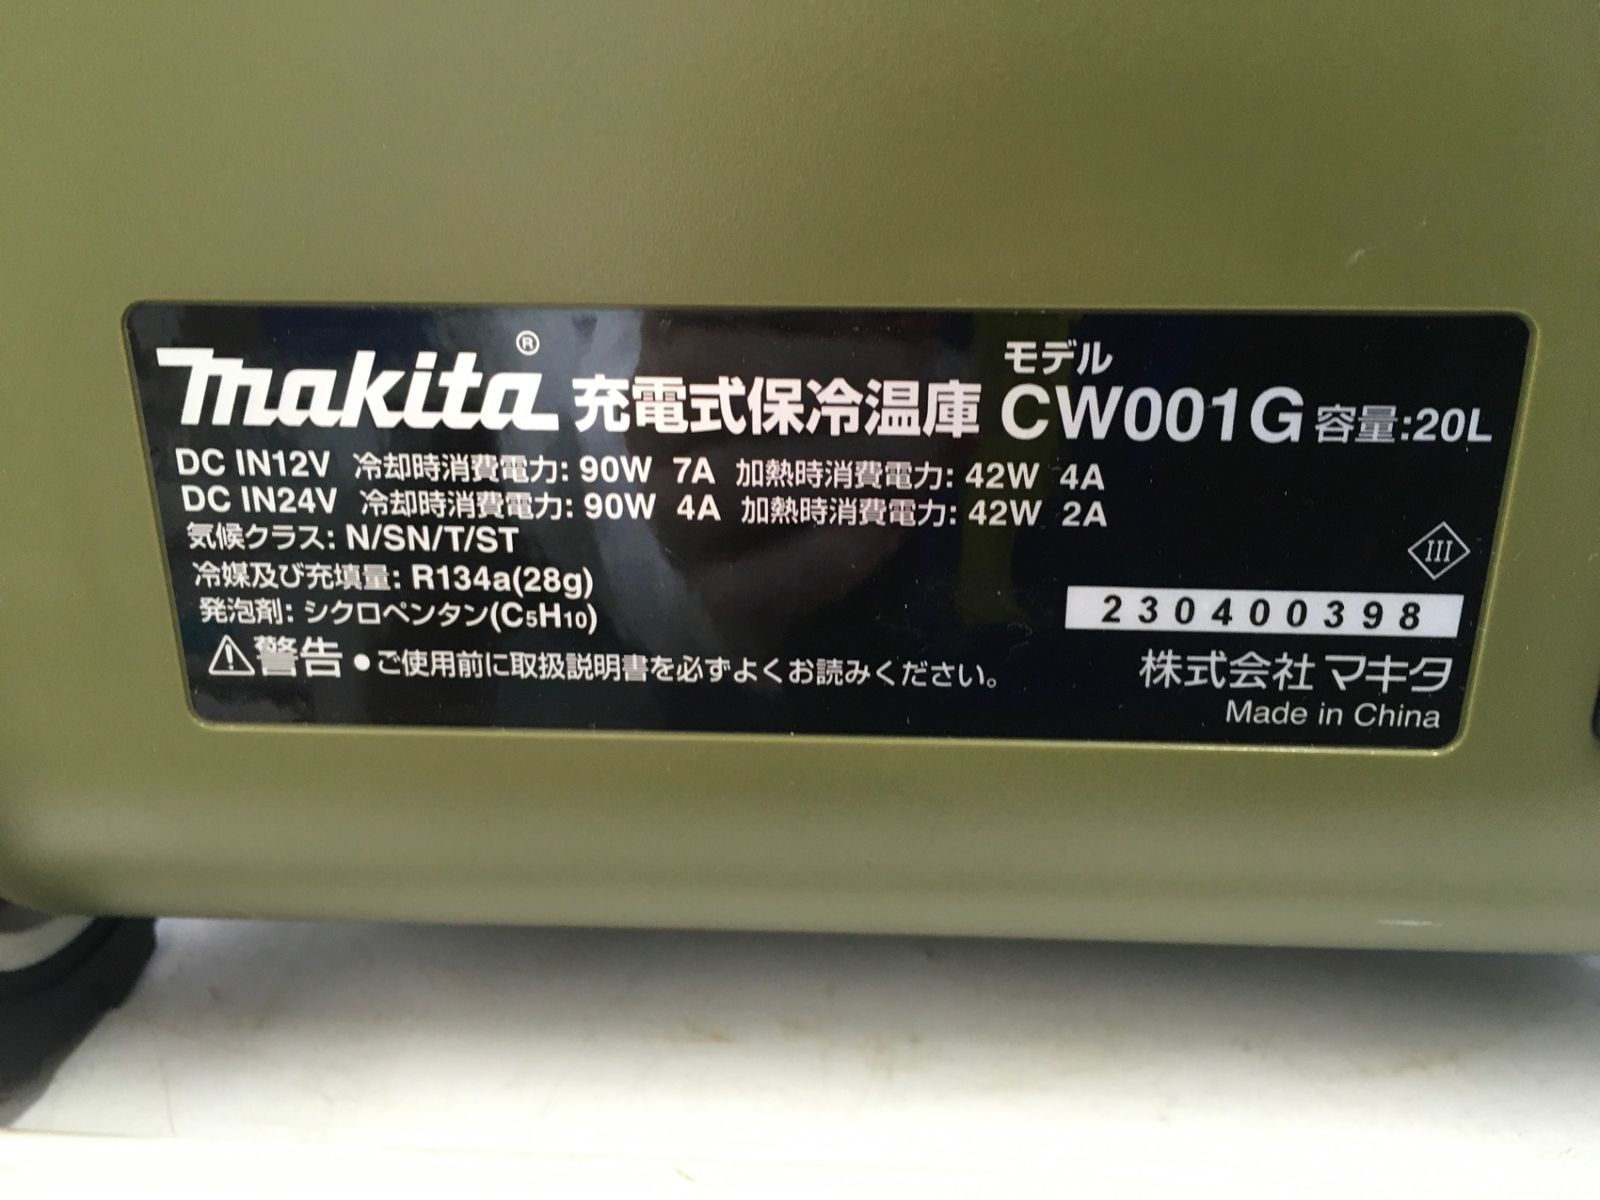 makita® 充電式保冷温庫 モデル CW001G 容量:20L
DC IN12V 冷却時消費電力: 90W 7A 加熱時消費電力: 42W 4A
DC IN24V 冷却時消費電力: 90W 4A 加熱時消費電力: 42W 2A
気候クラス: N/SN/T/ST
冷媒及び充填量: R134a(28g)
発泡剤: シクロペンタン(C₅H₁₀)
III
230400398
⚠警告 ●ご使用前に取扱説明書を必ずよくお読みください。
株式会社 マキタ
Made in China